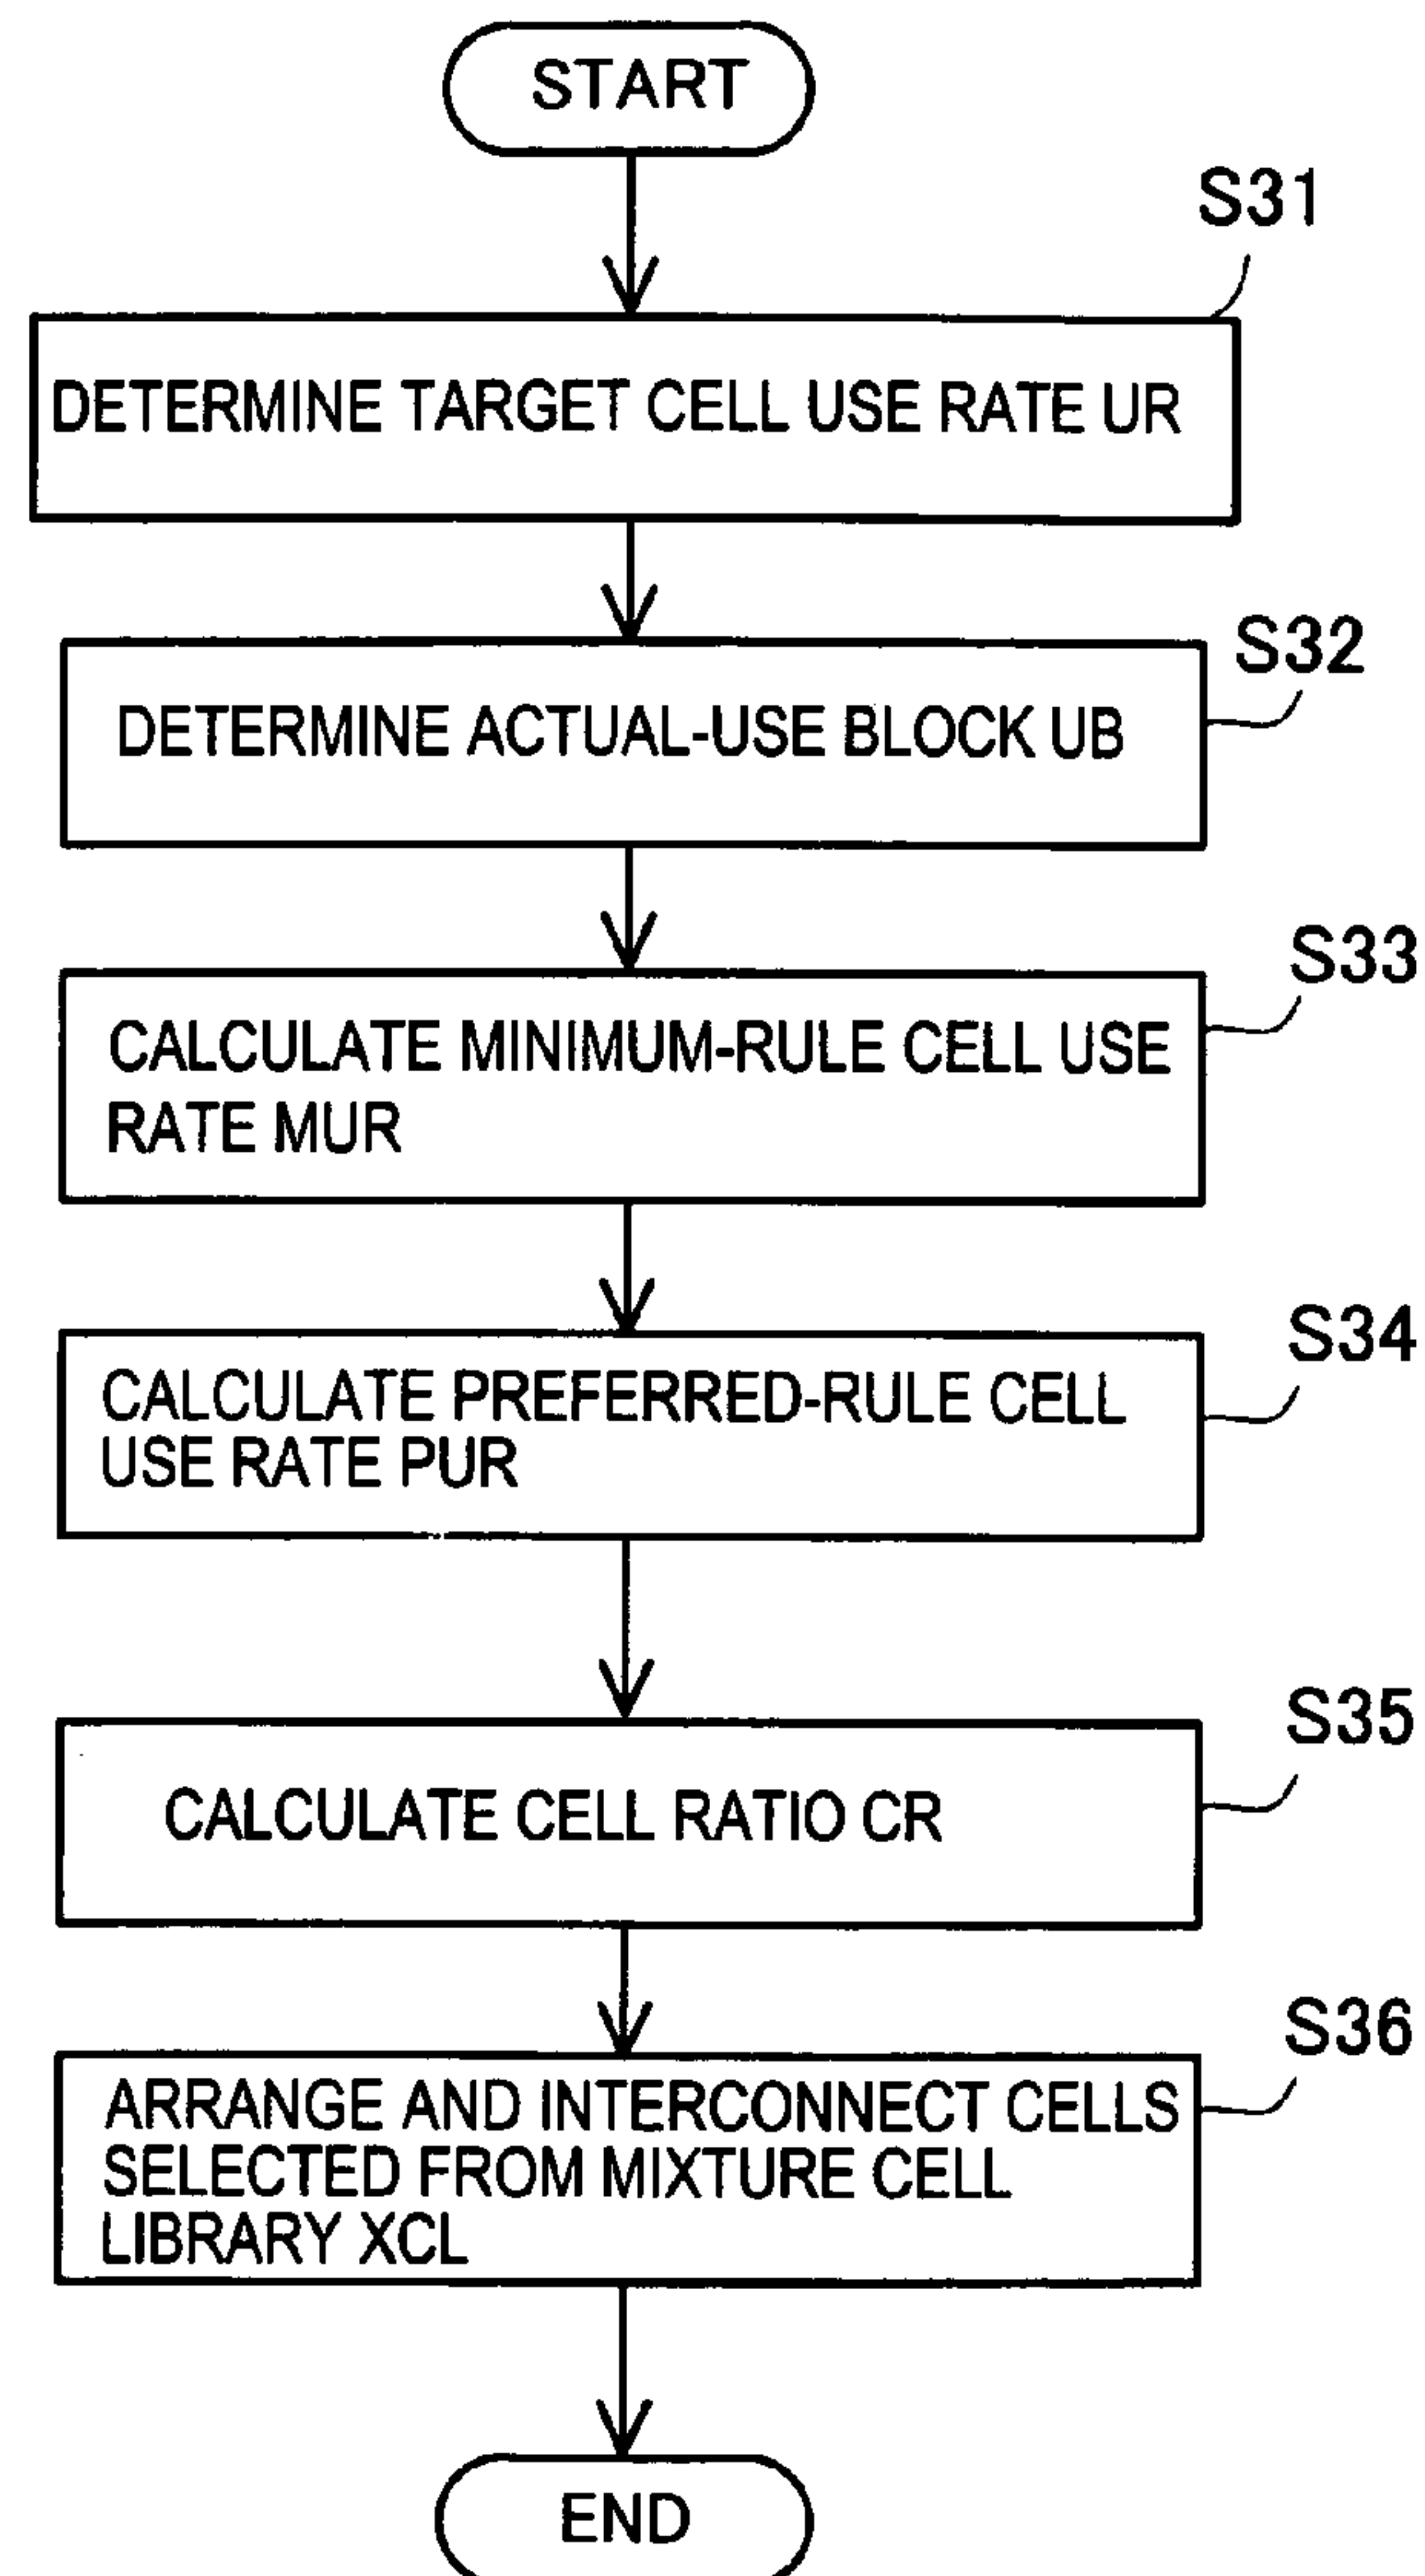 START
S31
DETERMINE TARGET CELL USE RATE UR
S32
DETERMINE ACTUAL-USE BLOCK UB
S33
CALCULATE MINIMUM-RULE CELL USE
RATE MUR
S34
CALCULATE PREFERRED-RULE CELL
USE RATE PUR
S35
CALCULATE CELL RATIO CR
S36
ARRANGE AND INTERCONNECT CELLS
SELECTED FROM MIXTURE CELL
LIBRARY XCL
END